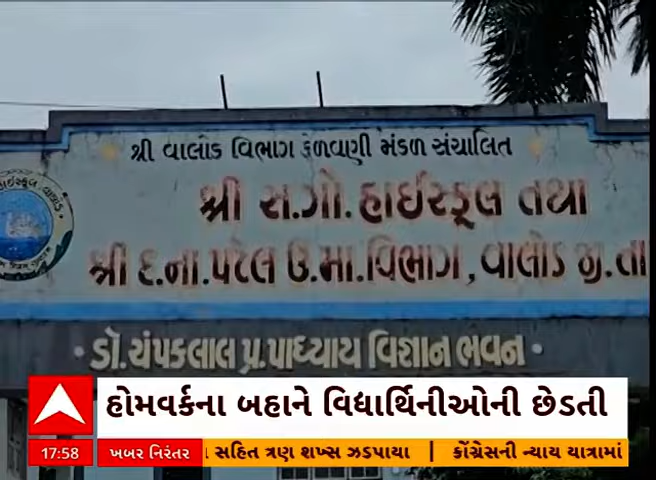 શ્રી વાલોડ વિભાગ કેળવણી મંડળ સંચાલિત
શ્રી સ.ગો. હાઈસ્કૂલ તથા
શ્રી દ.ના.પટેલ ઉ.મા.વિભાગ, વાલોડ જી.તા
ડૉ.ચંપકલાલ પ્ર.પાધ્યાય વિજ્ઞાન ભવન
હોમવર્કના બહાને વિદ્યાર્થિનીઓની છેડતી
17:58 ખબર નિરંતર સહિત ત્રણ શખ્સ ઝડપાયા | કોંગ્રેસની ન્યાય યાત્રામાં